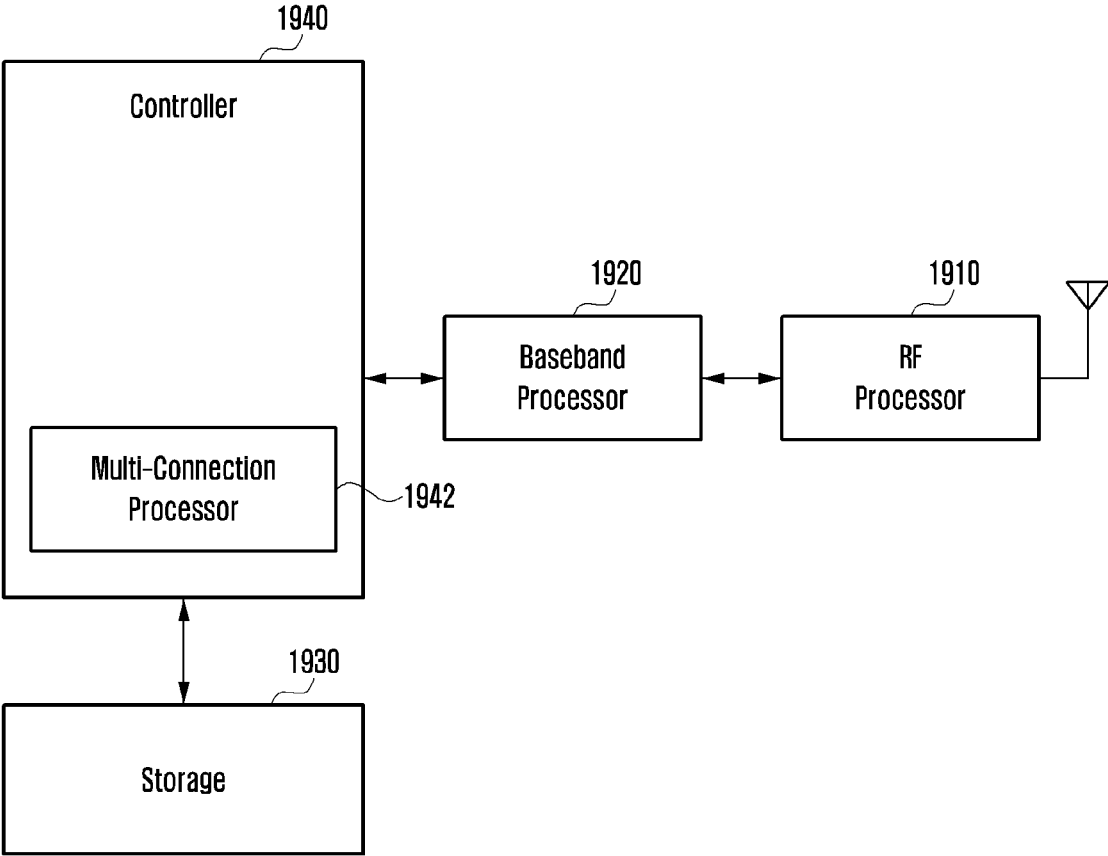 1940
Controller
1920
1910
Baseband
Processor
RF
Processor
Multi-Connection
Processor
1942
1930
Storage